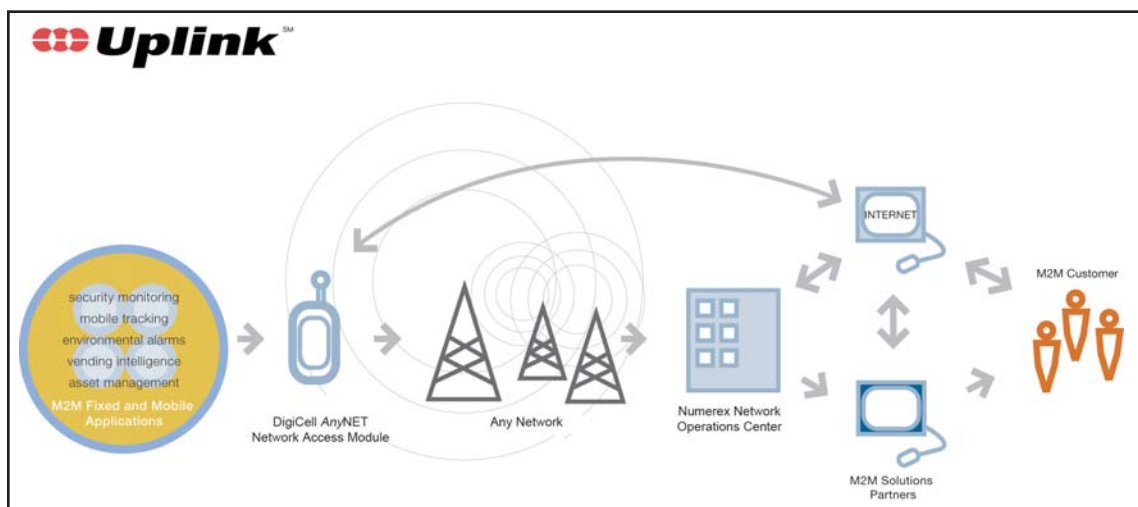 Uplink SM
INTERNET
security monitoring
mobile tracking
environmental alarms
vending intelligence
asset management
M2M Fixed and Mobile
Applications
DigiCell AnyNET
Network Access Module
Any Network
Numerex Network
Operations Center
M2M Solutions
Partners
M2M Customer